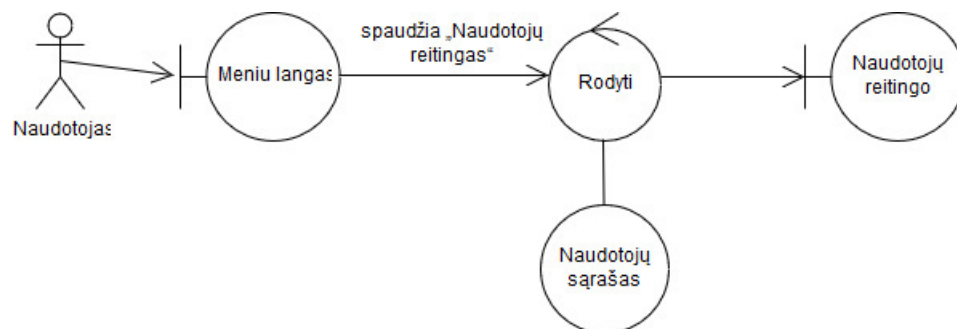 spaudžia „Naudotojų
reitingas“
Meniu langas
Rodyti
Naudotojų
reitingo
Naudotojas
Naudotojų
sąrašas